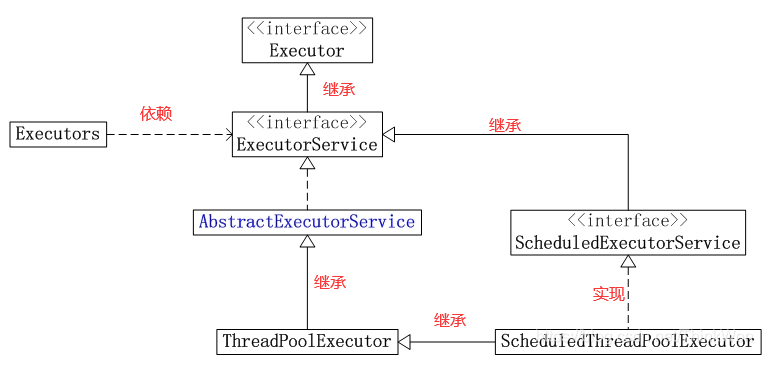 <<interface>>
Executor
继承
依赖
Executors
<<interface>>
ExecutorService
继承
AbstractExecutorService
<<interface>>
ScheduledExecutorService
继承
实现
继承
ThreadPoolExecutor
ScheduledThreadPoolExecutor